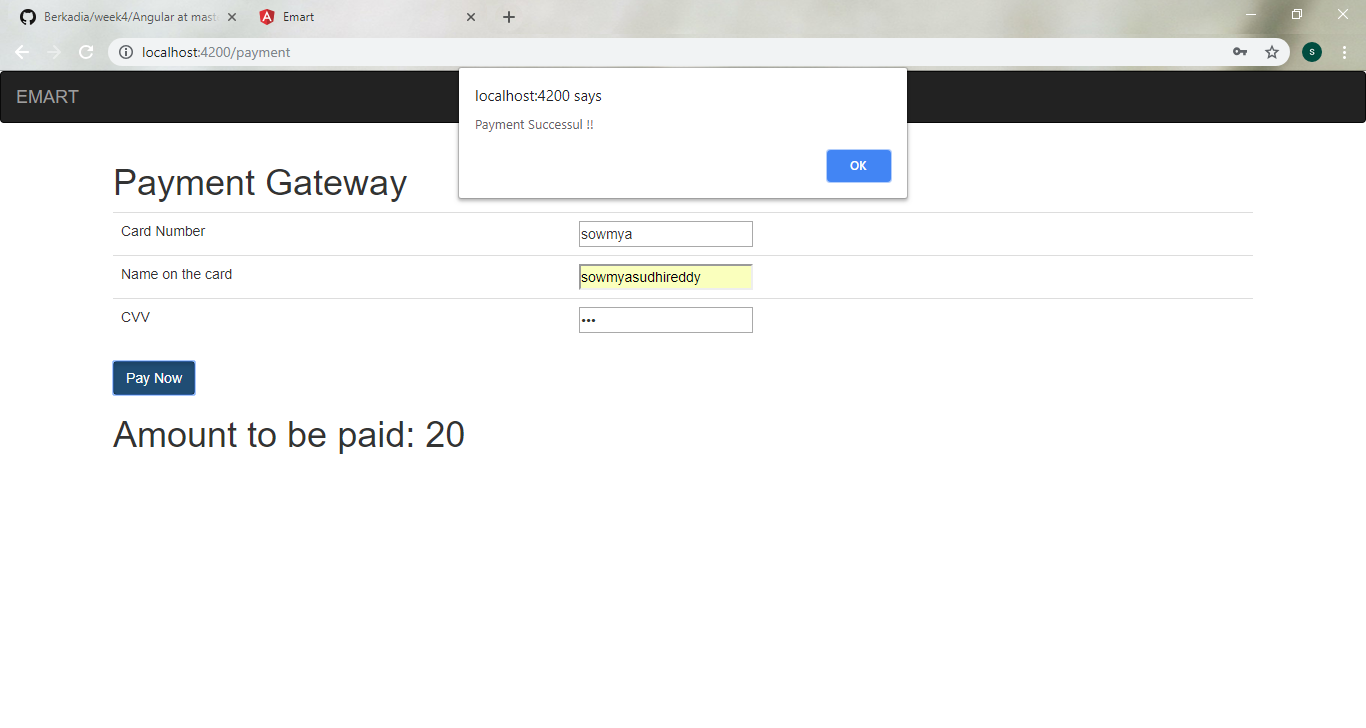 Berkadia/week4/Angular at mast
Emart
localhost:4200/payment
S
EMART
localhost:4200 says
Payment Successul !!
OK
Payment Gateway
Card Number sowmya
Name on the card sowmyasudhireddy
CVV •••
Pay Now
Amount to be paid: 20